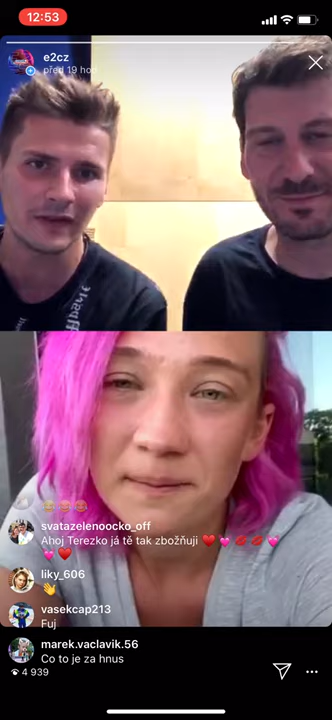 12:53
e2cz
před 19 ho
svatazelenoocko_off
Ahoj Terezko já tě tak zbožňuji ❤️💕💋💋💕
💕❤️
liky_606
👋
vasekcap213
Fuj
marek.vaclavik.56
Co to je za hnus
4 939